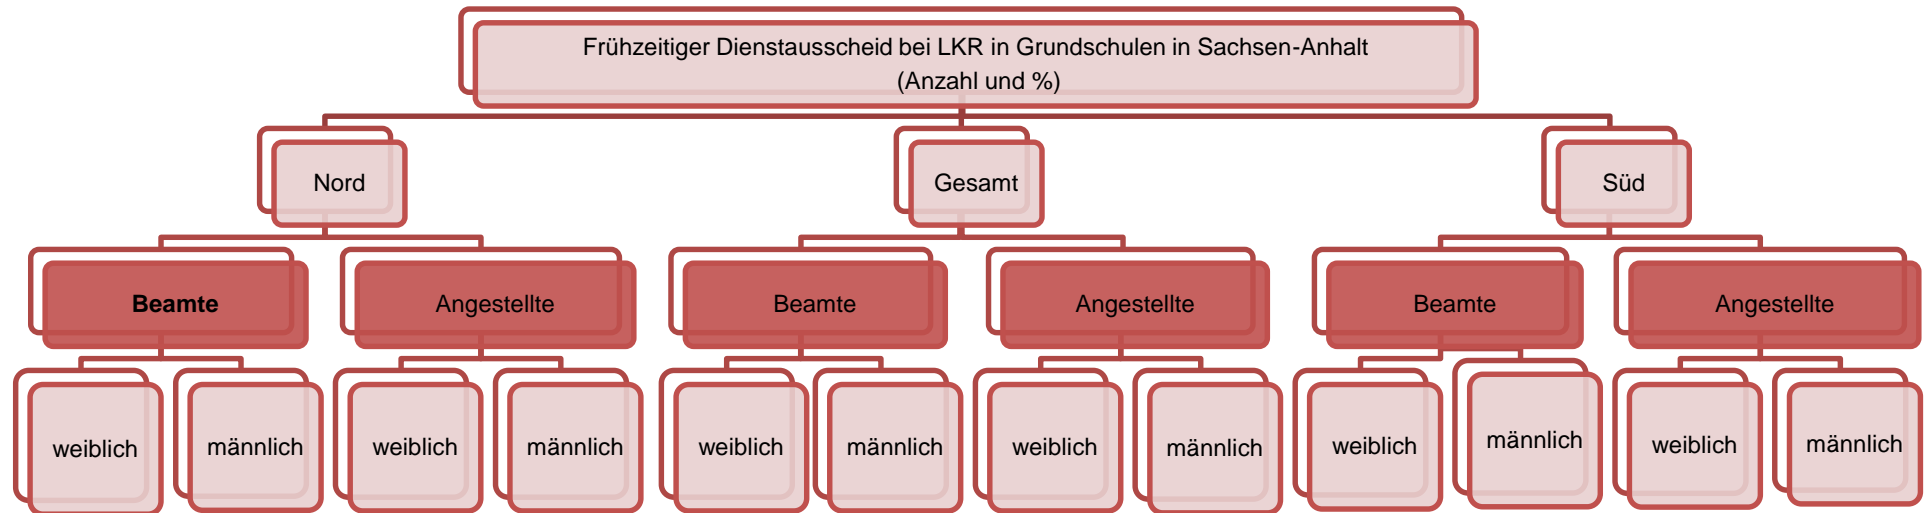 Frühzeitiger Dienstausscheid bei LKR in Grundschulen in Sachsen-Anhalt
(Anzahl und %)
Nord
Gesamt
Süd
Beamte
Angestellte
Beamte
Angestellte
Beamte
Angestellte
weiblich
männlich
weiblich
männlich
weiblich
männlich
weiblich
männlich
weiblich
männlich
weiblich
männlich